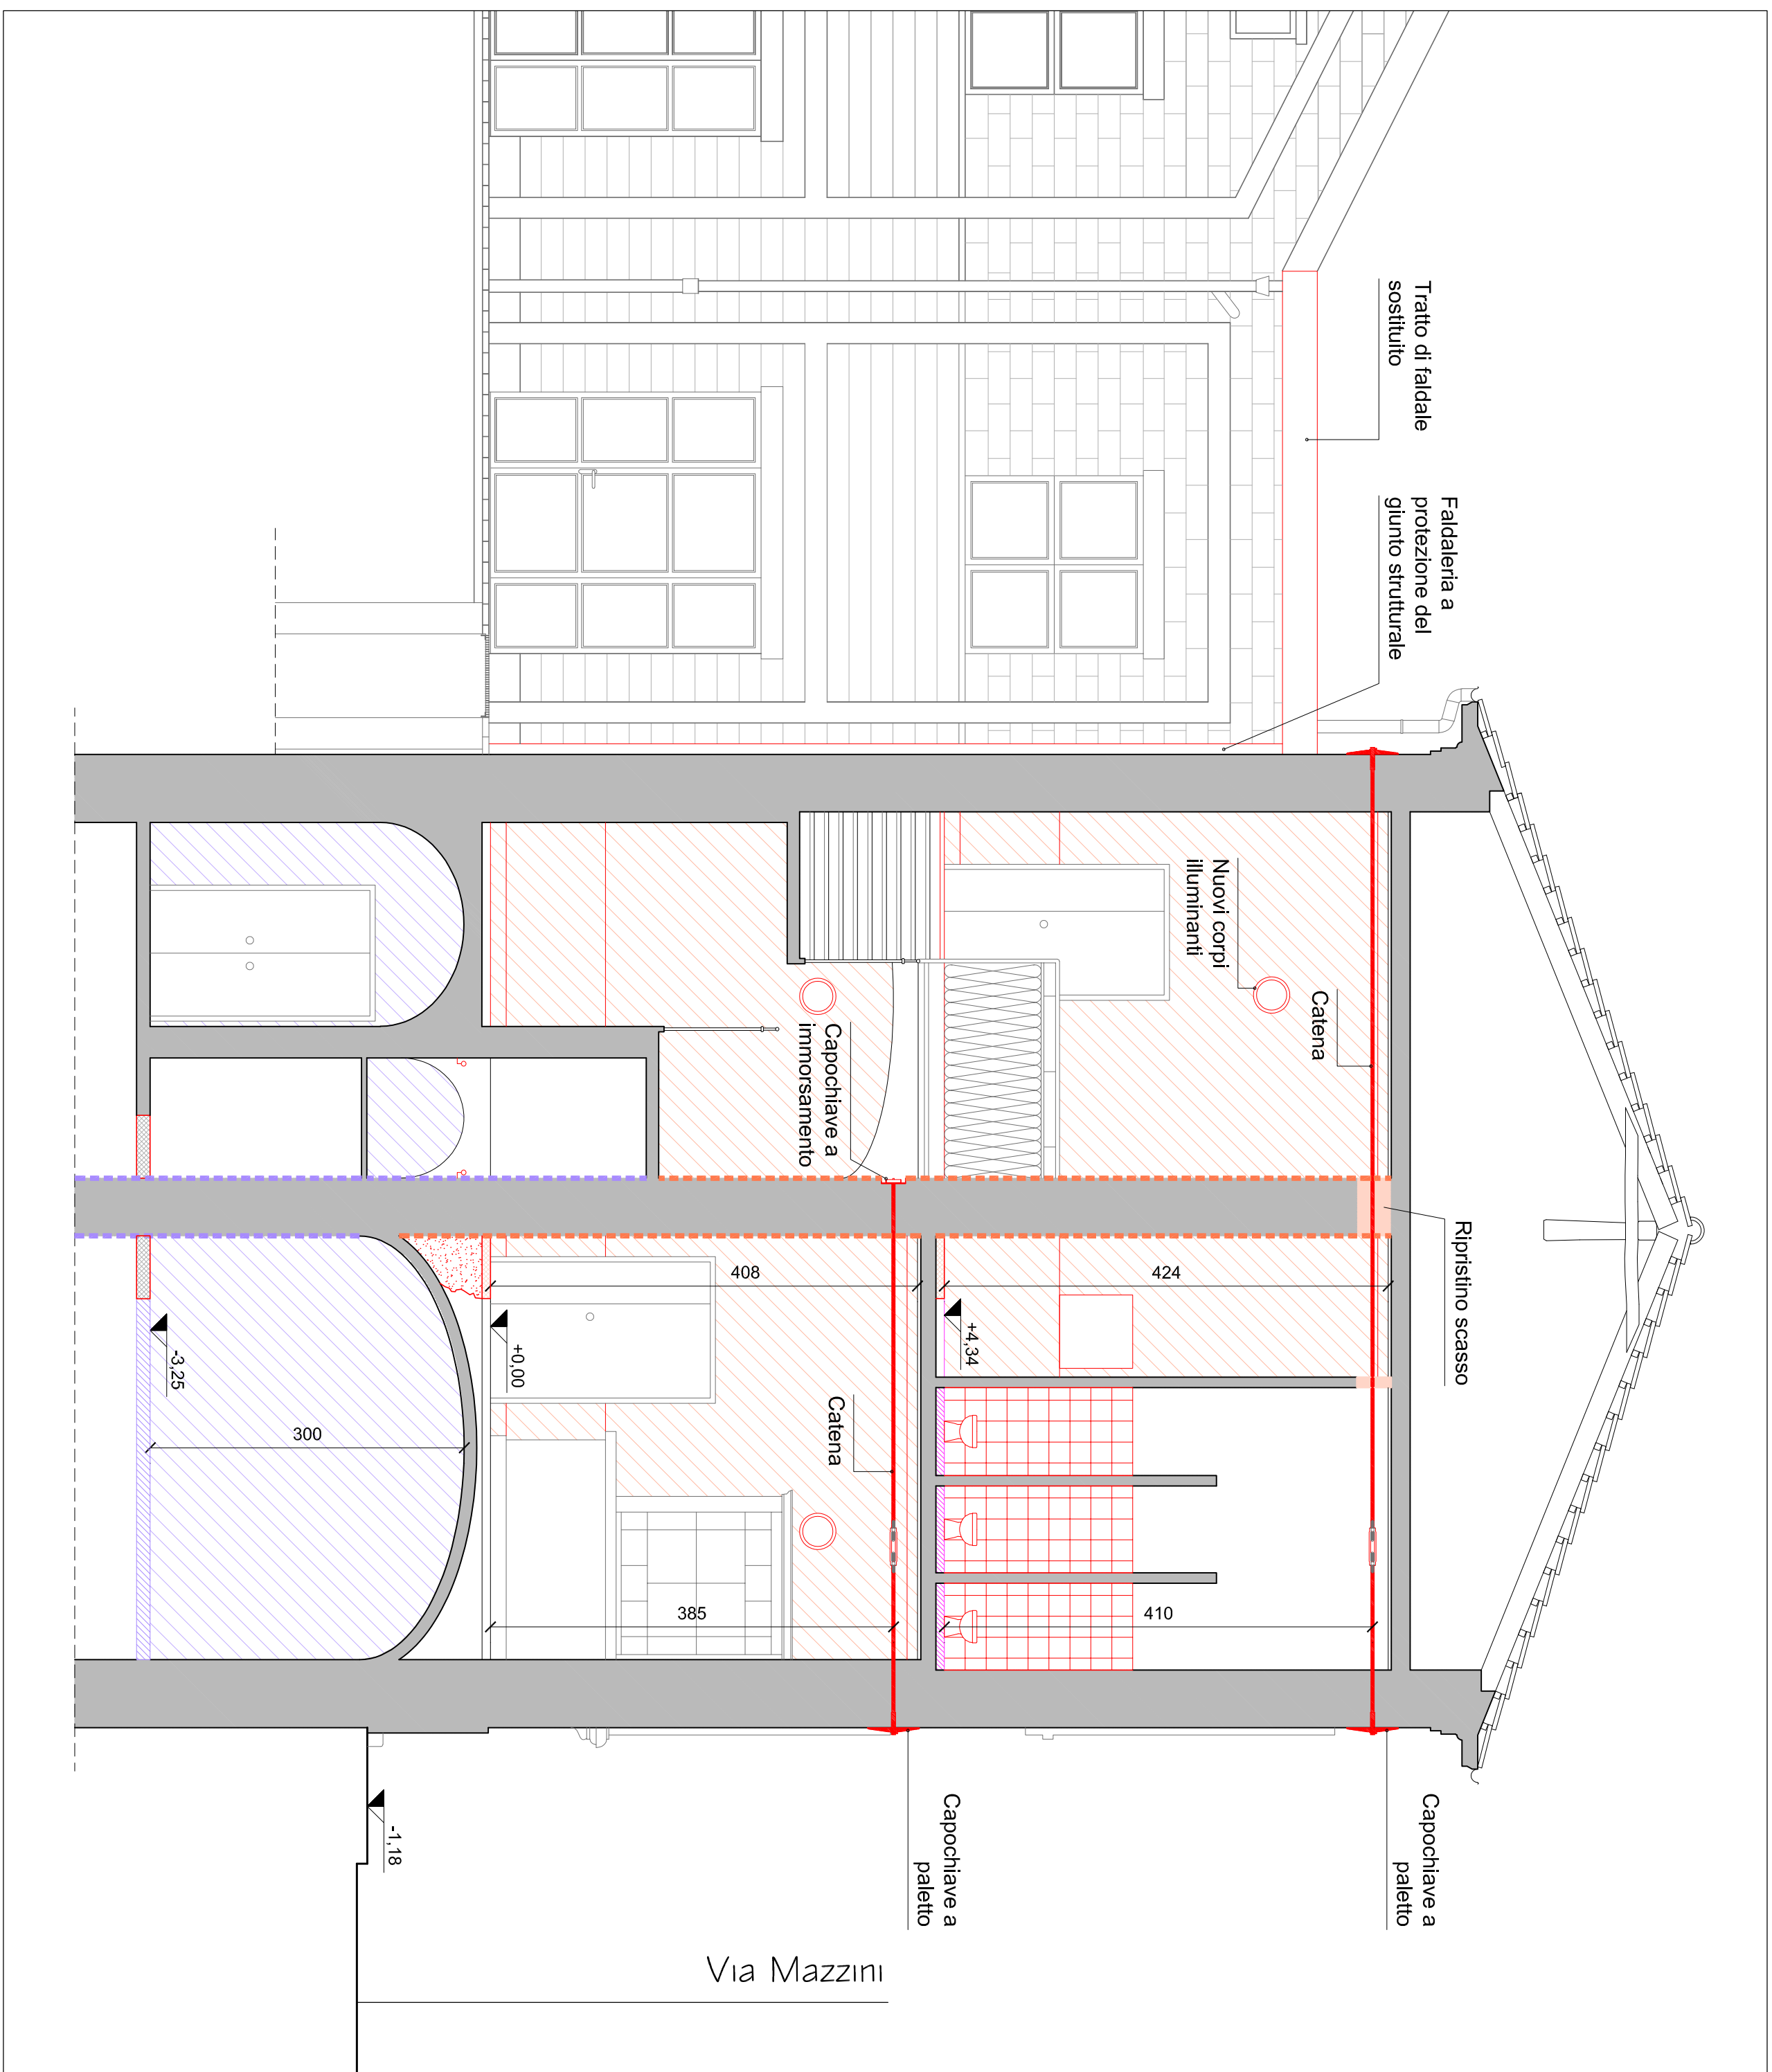 Tratto di faldale
sostituito
Faldaleria a
protezione del
giunto strutturale
Nuovi corpi
illuminanti
Catena
Ripristino scasso
Capochiave a
paletto
Capochiave a
immorsamento
Catena
Capochiave a
paletto
424
410
+4,34
408
385
+0,00
300
-3,25
-1,18
Via Mazzini